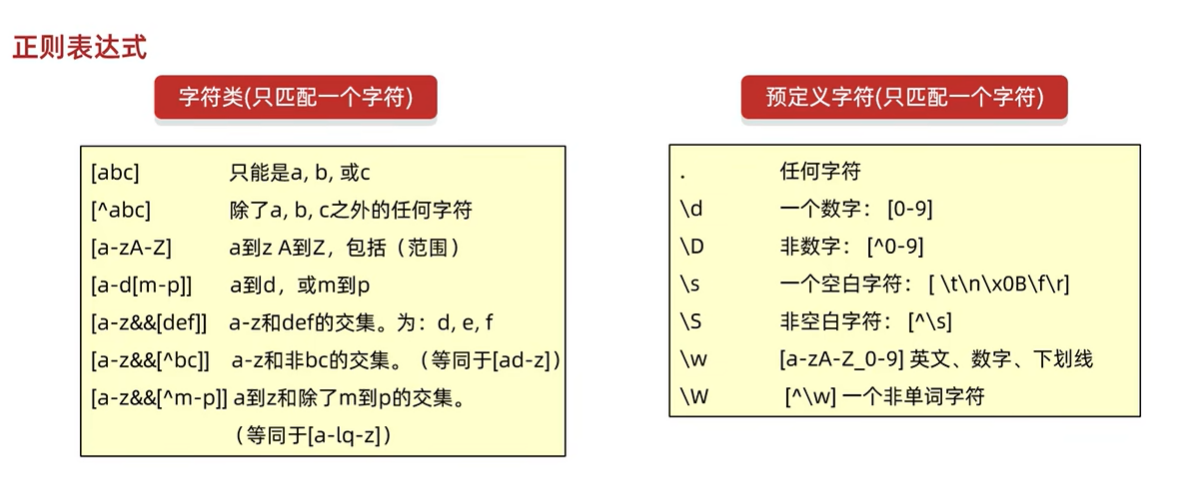 正则表达式
字符类(只匹配一个字符)
[abc] 只能是a, b, 或c
[^abc] 除了a, b, c之外的任何字符
[a-zA-Z] a到z A到Z，包括（范围）
[a-d[m-p]] a到d，或m到p
[a-z&&[def]] a-z和def的交集。为：d, e, f
[a-z&&[^bc]] a-z和非bc的交集。（等同于[ad-z]）
[a-z&&[^m-p]] a到z和除了m到p的交集。
（等同于[a-lq-z]）
预定义字符(只匹配一个字符)
. 任何字符
\d 一个数字： [0-9]
\D 非数字： [^0-9]
\s 一个空白字符： [ \t\n\x0B\f\r]
\S 非空白字符： [^\s]
\w [a-zA-Z_0-9] 英文、数字、下划线
\W [^\w] 一个非单词字符